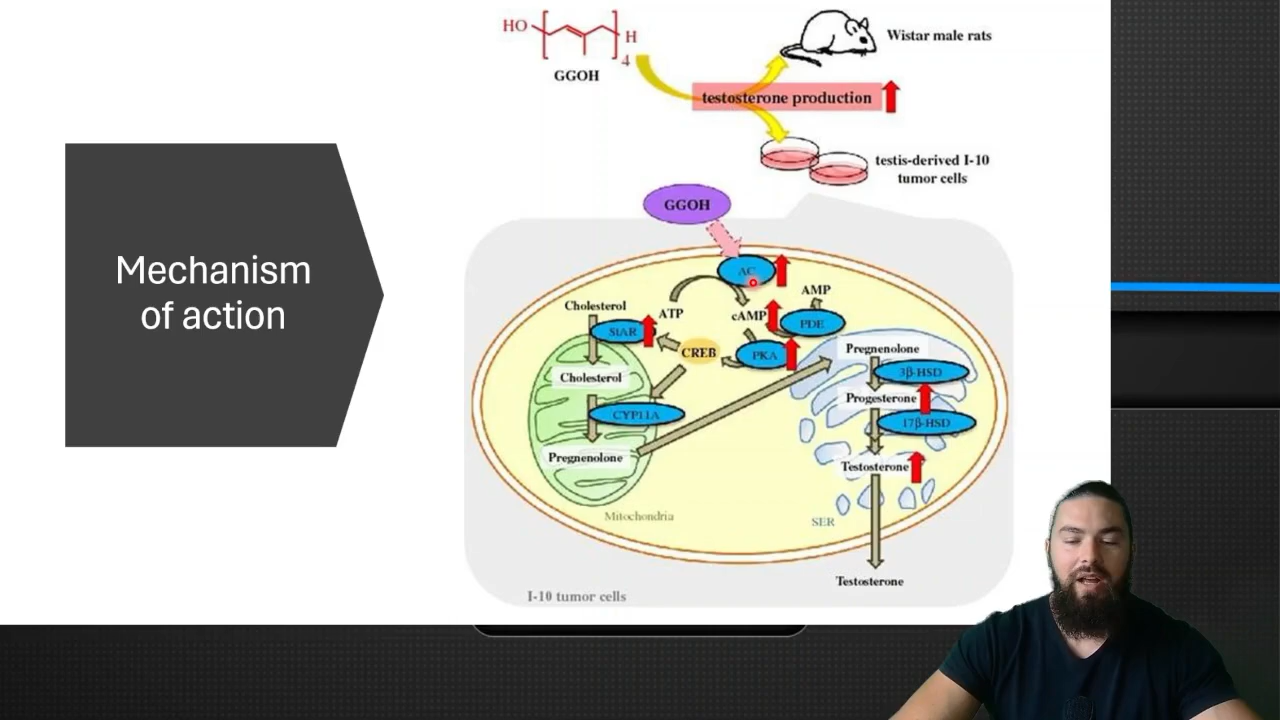 HO
H
4
GGOH
Wistar male rats
testosterone production
testis-derived I-10
tumor cells
GGOH
Mechanism
of action
AC
AMP
Cholesterol
ATP
cAMP
PDE
StAR
CREB
PKA
Pregnenolone
3β-HSD
Cholesterol
Progesterone
CYP11A
17β-HSD
Pregnenolone
Testosterone
Mitochondria
SER
Testosterone
I-10 tumor cells